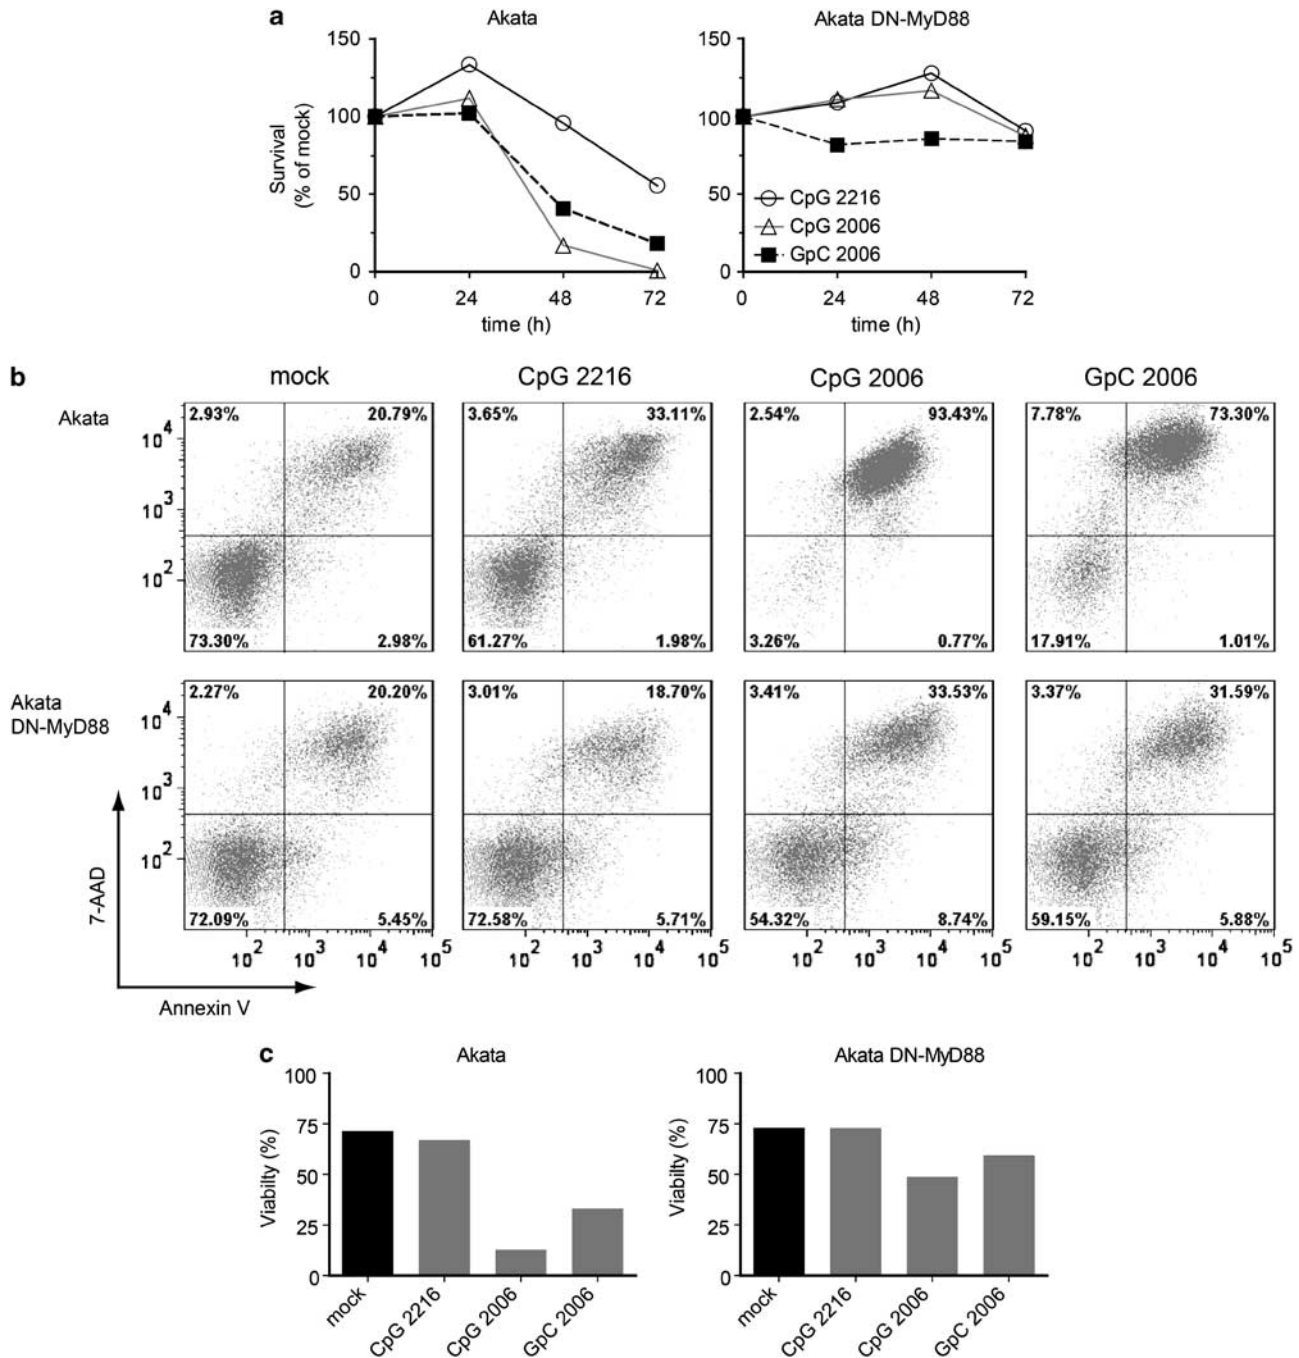 a
Akata
Akata DN-MyD88
150
100
50
0
Survival
(% of mock)
0 24 48 72
time (h)
150
100
50
0
CpG 2216
CpG 2006
GpC 2006
0 24 48 72
time (h)
b
mock
CpG 2216
CpG 2006
GpC 2006
Akata
10^4
10^3
10^2
2.93% 20.79%
73.30% 2.98%
3.65% 33.11%
61.27% 1.98%
2.54% 93.43%
3.26% 0.77%
7.78% 73.30%
17.91% 1.01%
Akata
DN-MyD88
10^4
10^3
10^2
2.27% 20.20%
72.09% 5.45%
3.01% 18.70%
72.58% 5.71%
3.41% 33.53%
54.32% 8.74%
3.37% 31.59%
59.15% 5.88%
10^2 10^3 10^4 10^5
10^2 10^3 10^4 10^5
10^2 10^3 10^4 10^5
10^2 10^3 10^4 10^5
7-AAD
Annexin V
c
Akata
100
75
50
25
0
Viabilty (%)
mock
CpG 2216
CpG 2006
GpC 2006
Akata DN-MyD88
100
75
50
25
0
Viabilty (%)
mock
CpG 2216
CpG 2006
GpC 2006